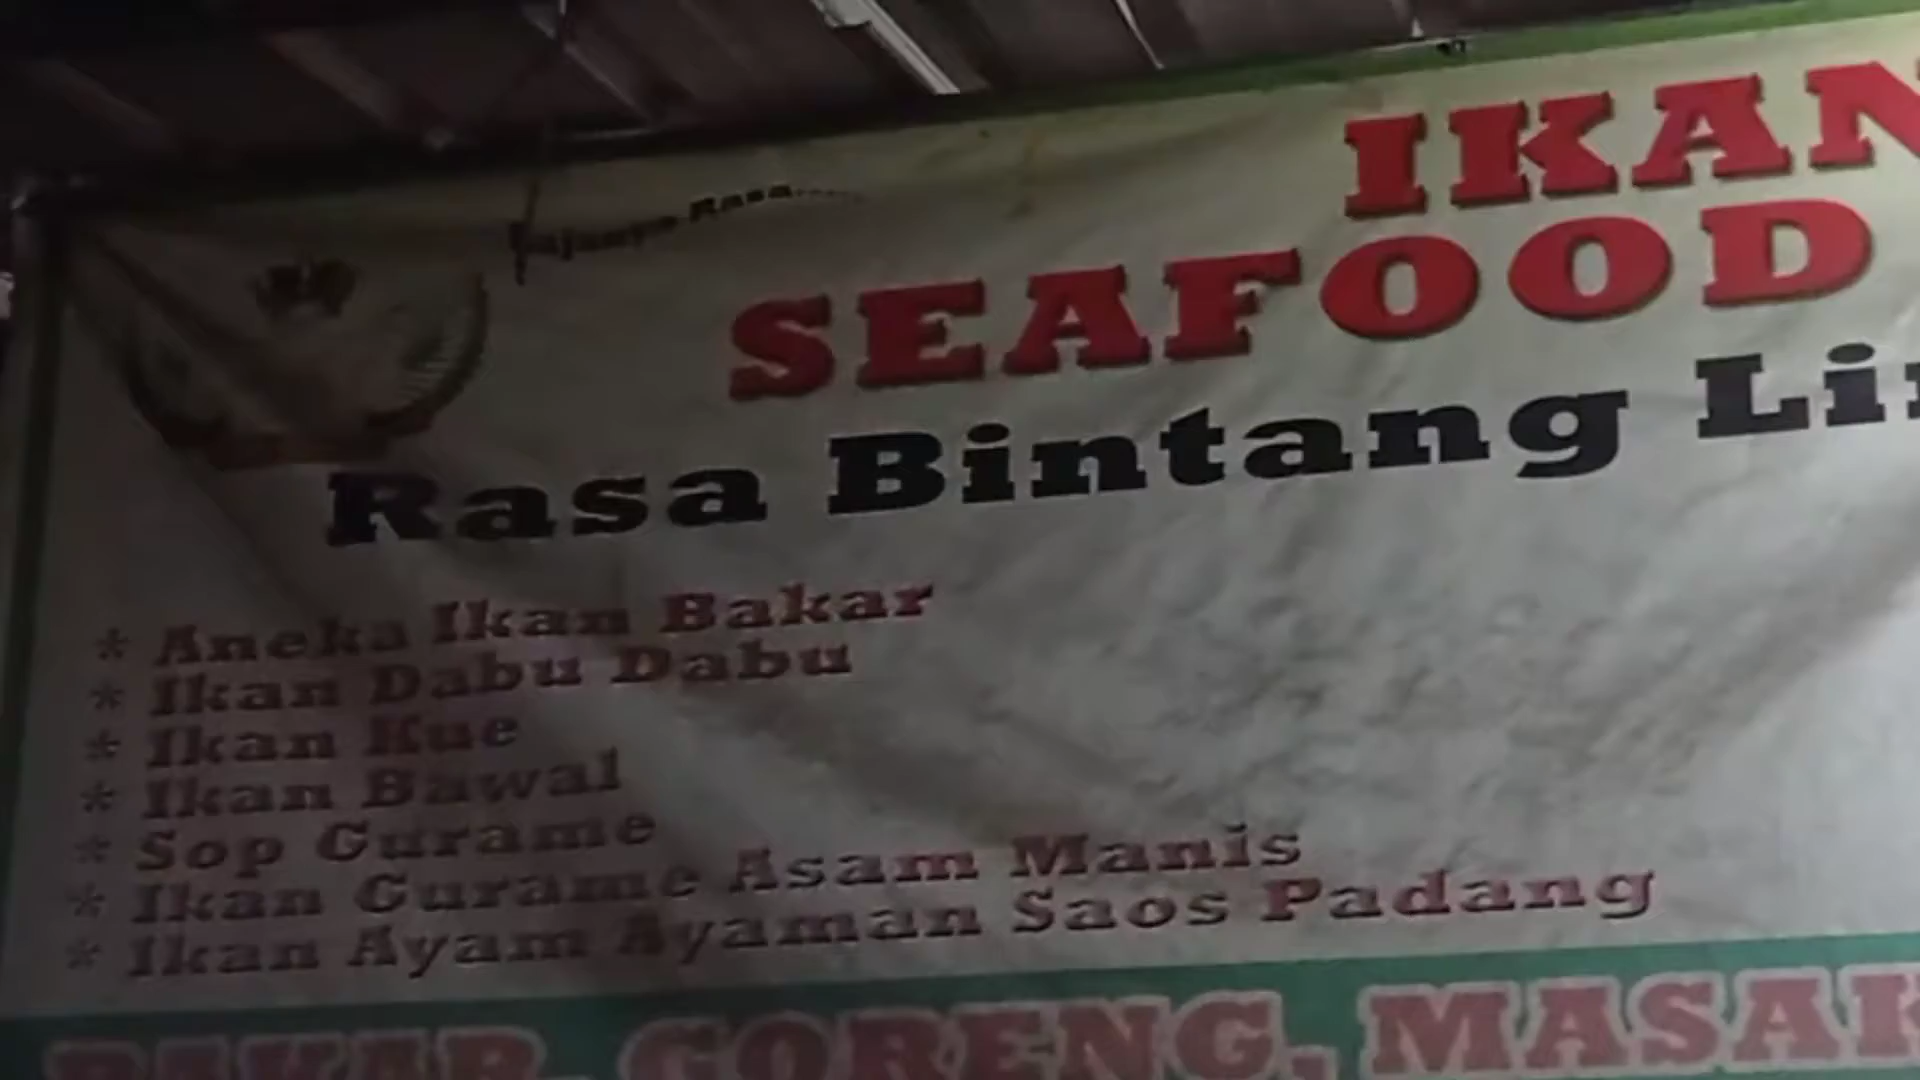 Rasa.....
IKAN
SEAFOOD
Rasa Bintang Li
* Aneka Ikan Bakar
* Ikan Dabu Dabu
* Ikan Kue
* Ikan Bawal
* Sop Gurame
* Ikan Gurame Asam Manis
* Ikan Ayam Ayaman Saos Padang
BAKAR, GORENG, MASAK